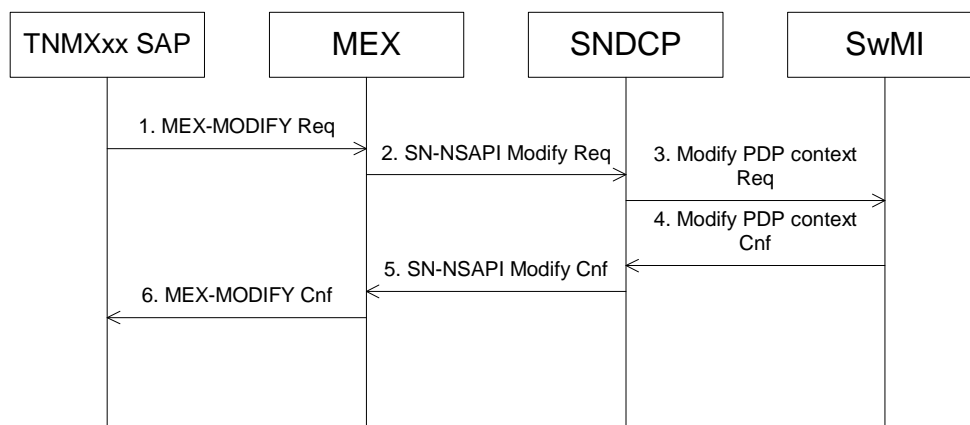 TNMXxx SAP
MEX
SNDCP
SwMI
1. MEX-MODIFY Req
2. SN-NSAPI Modify Req
3. Modify PDP context
Req
4. Modify PDP context
Cnf
5. SN-NSAPI Modify Cnf
6. MEX-MODIFY Cnf